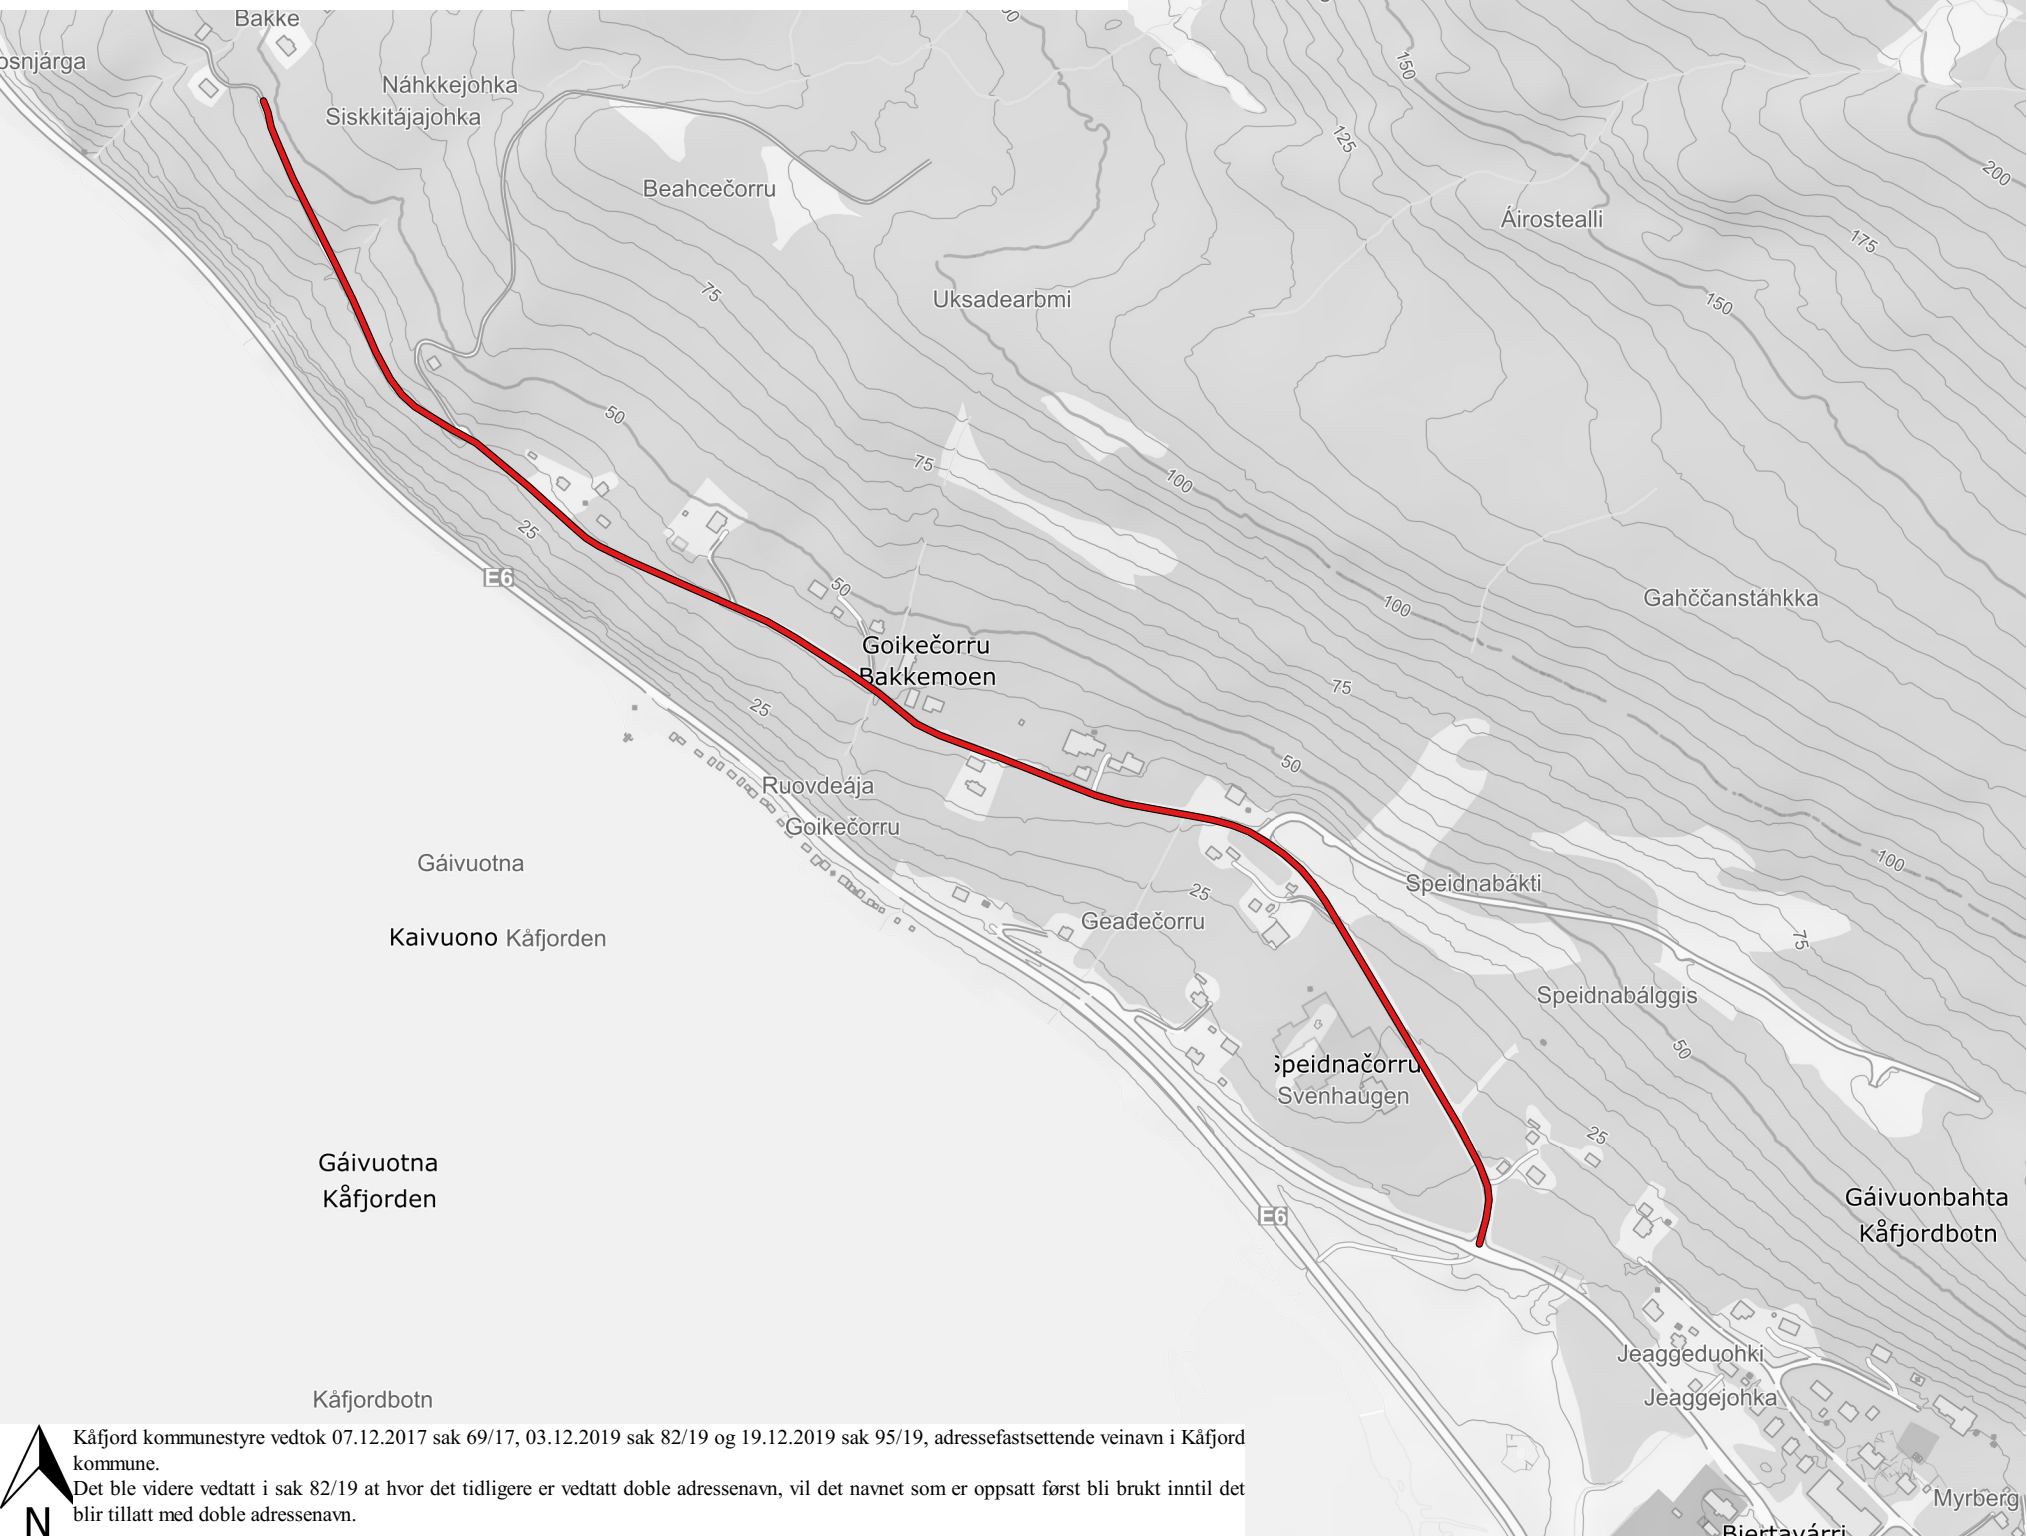 Bakke
osnjárga
Náhkkejohka
Siskkitájajohka
150
125
200
Beahcečorru
Áirostealli
175
75
Uksadearbmi
150
50
75
100
25
E6
50
100
Gahččanstáhkka
Goikečorru
Bakkemoen
75
25
50
Ruovdeája
Goikečorru
100
Gáivuotna
25
Speidnabákti
Geađečorru
Kaivuono Kåfjorden
75
Speidnabálggis
50
Speidnačorru
Svenhaugen
25
Gáivuotna
Kåfjorden
E6
Gáivuonbahta
Kåfjordbotn
Jeaggeduohki
Jeaggejohka
Kåfjordbotn
Myrberg
Biertavárri
N
Kåfjord kommunestyre vedtok 07.12.2017 sak 69/17, 03.12.2019 sak 82/19 og 19.12.2019 sak 95/19, adressefastsettende veinavn i Kåfjord
kommune.
Det ble videre vedtatt i sak 82/19 at hvor det tidligere er vedtatt doble adressenavn, vil det navnet som er oppsatt først bli brukt inntil det
blir tillatt med doble adressenavn.